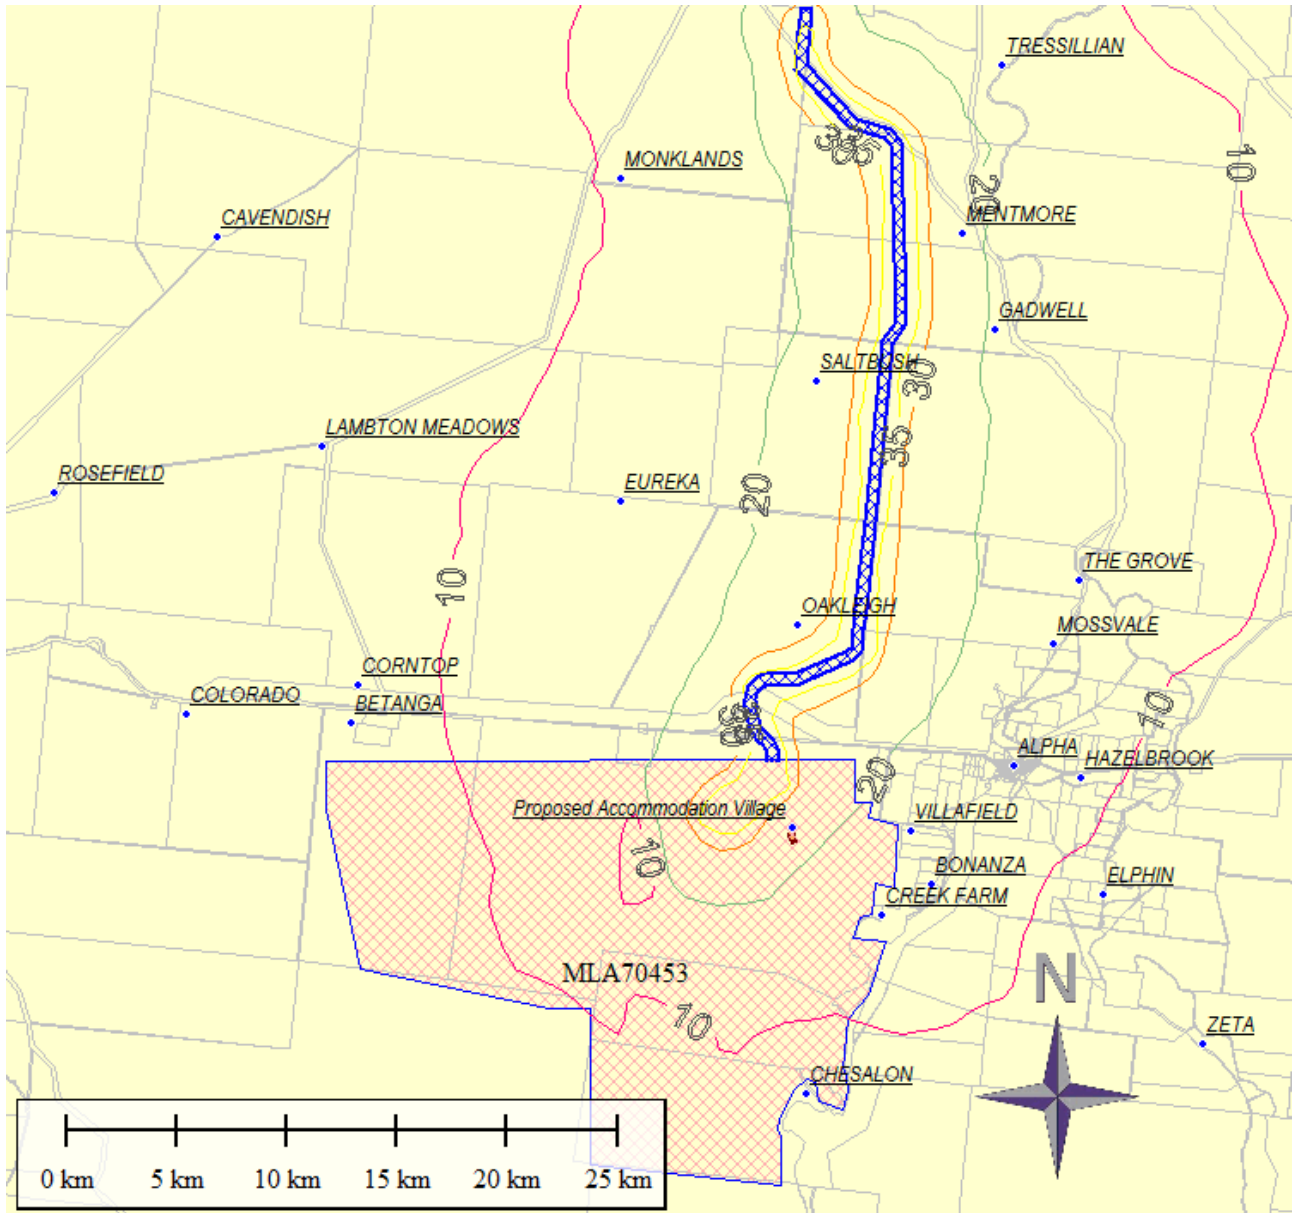 TRESSILLIAN
MONKLANDS
10
20
CAVENDISH
MENTMORE
GADWELL
SALTBUSH
30
LAMBTON MEADOWS
35
ROSEFIELD
EUREKA
20
THE GROVE
10
OAKLEIGH
MOSSVALE
CORNTOP
COLORADO
BETANGA
10
ALPHA
HAZELBROOK
20
Proposed Accommodation Village
VILLAFIELD
10
BONANZA
ELPHIN
CREEK FARM
MLA70453
N
10
ZETA
CHESALON
0 km 5 km 10 km 15 km 20 km 25 km